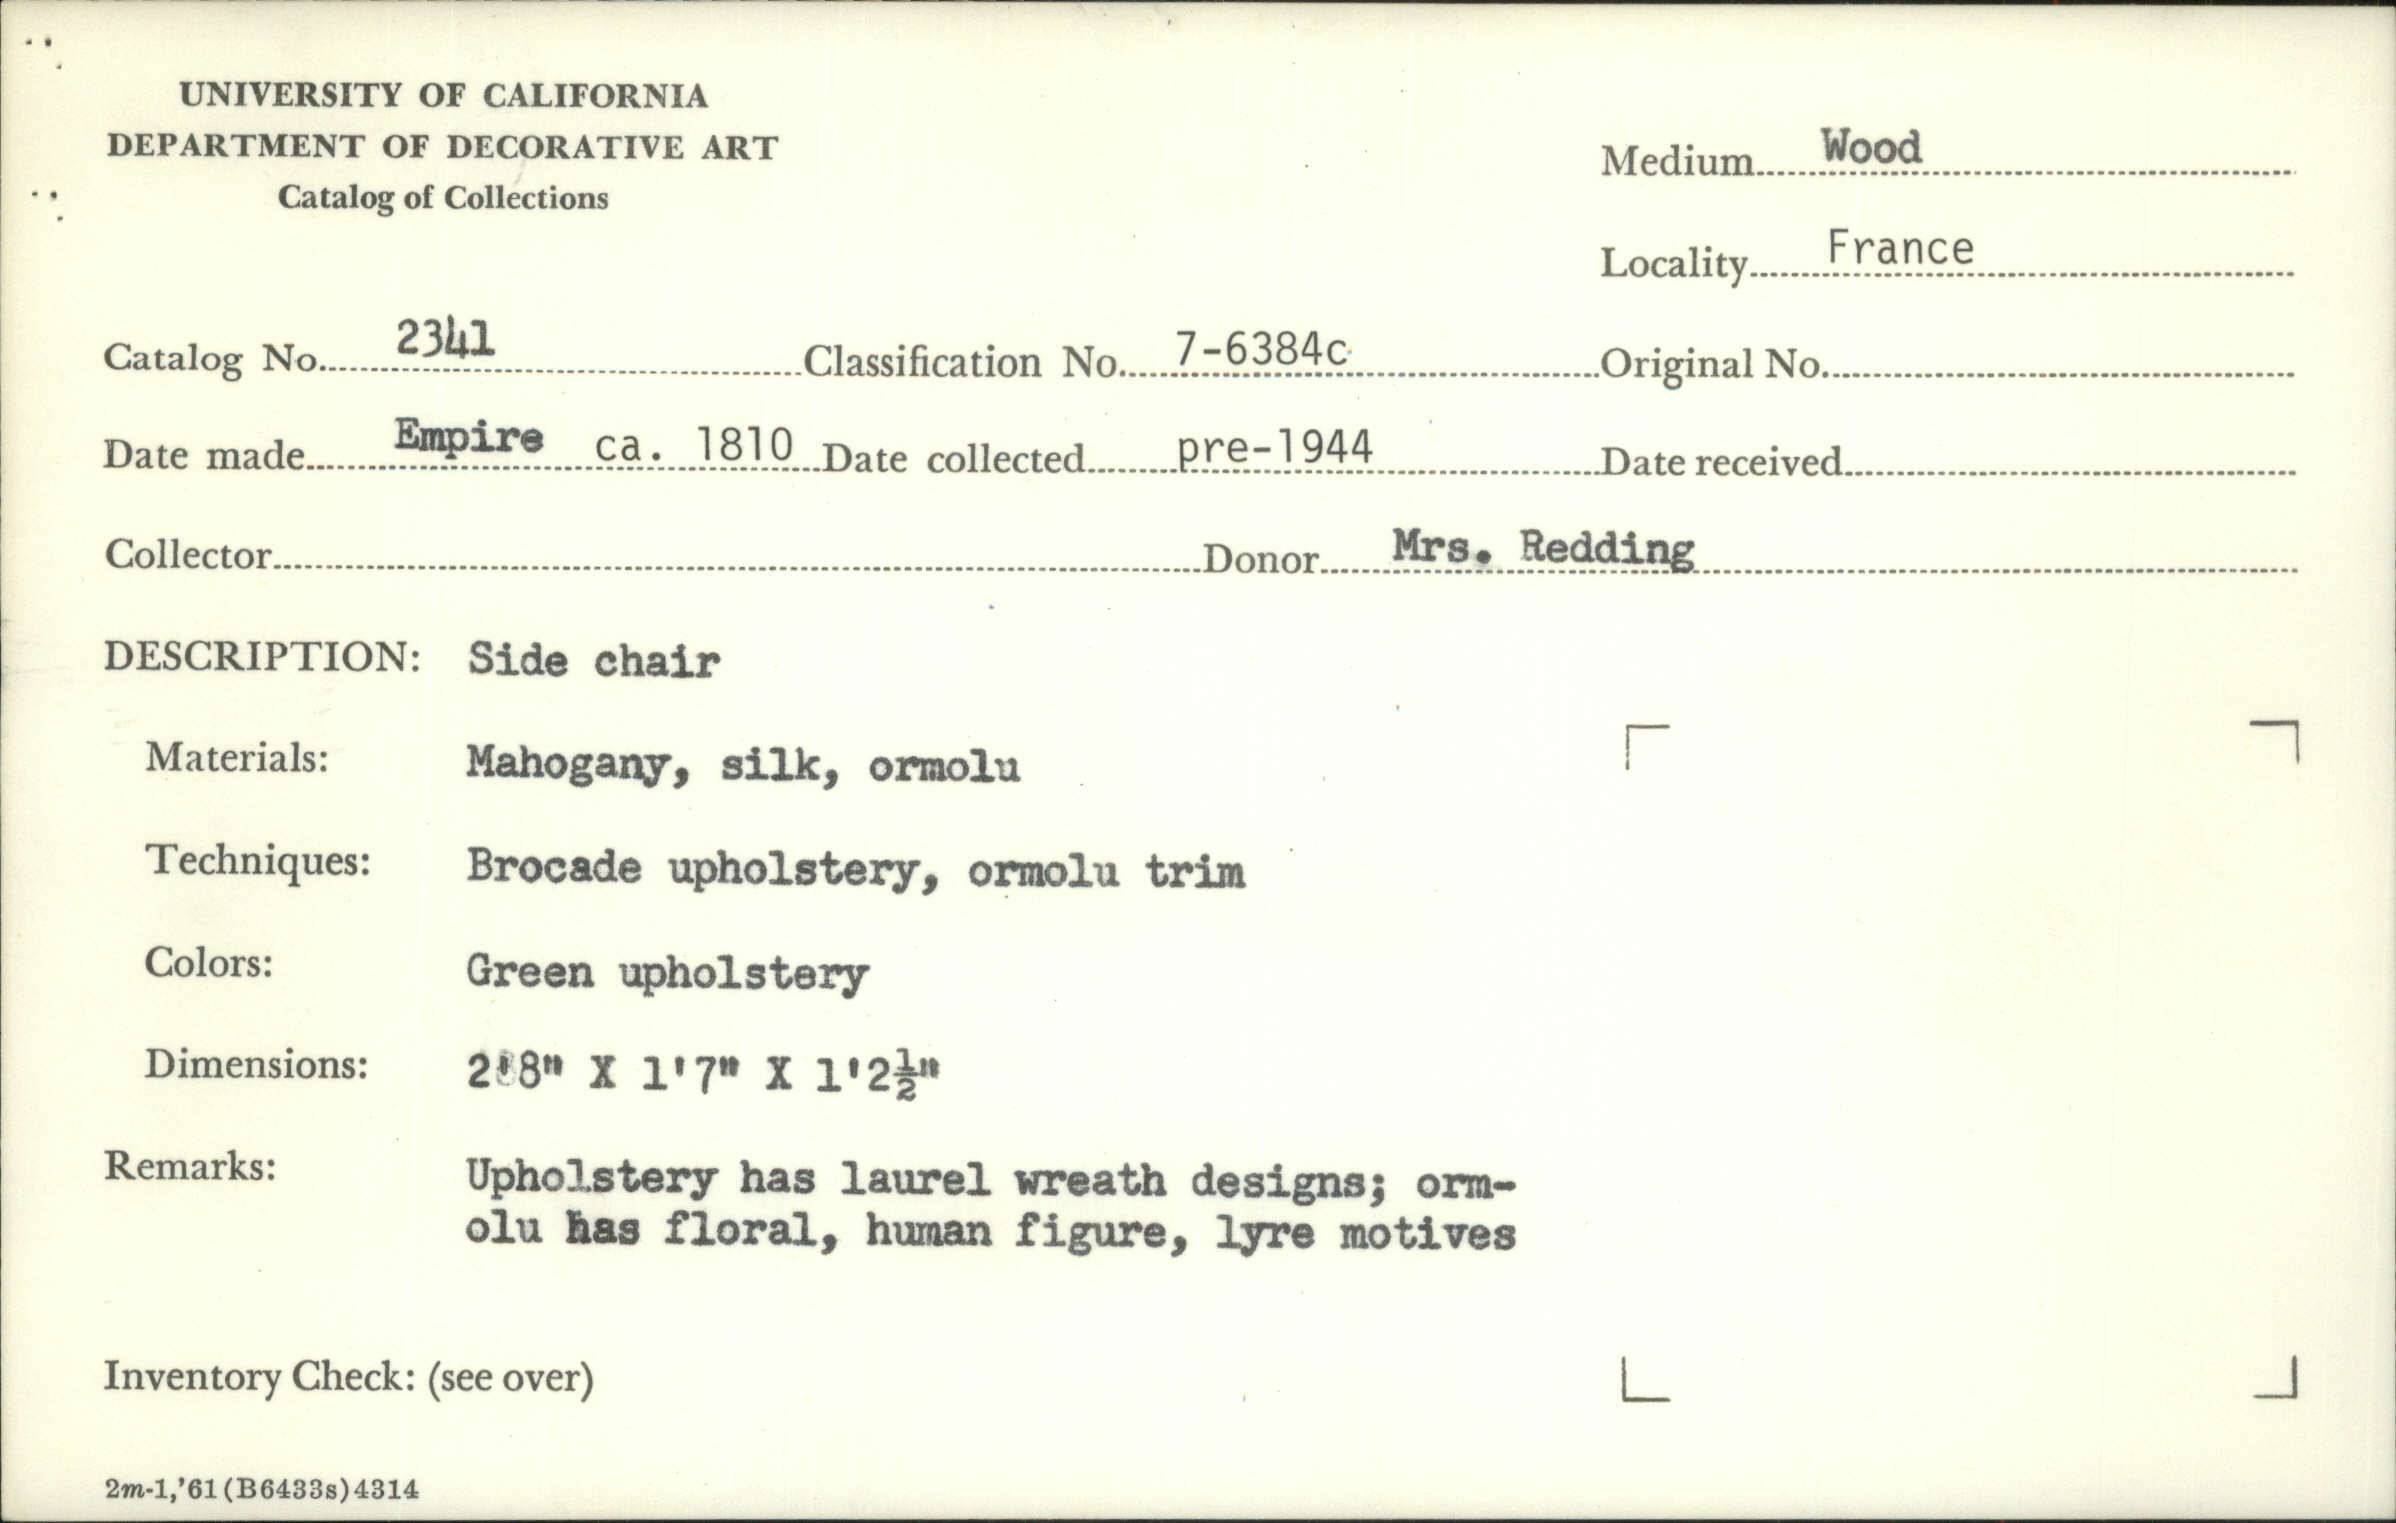 UNIVERSITY OF CALIFORNIA
DEPARTMENT OF DECORATIVE ART
Catalog of Collections
Medium Wood
Locality France
Catalog No. 2341 Classification No. 7-6384c Original No.
Date made Empire ca. 1810 Date collected pre-1944 Date received
Collector Donor Mrs. Redding
DESCRIPTION: Side chair
Materials: Mahogany, silk, ormolu
Techniques: Brocade upholstery, ormolu trim
Colors: Green upholstery
Dimensions: 2'8" X 1'7" X 1'2½"
Remarks: Upholstery has laurel wreath designs; orm-
olu has floral, human figure, lyre motives
Inventory Check: (see over)
2m-1,'61(B6433s)4314